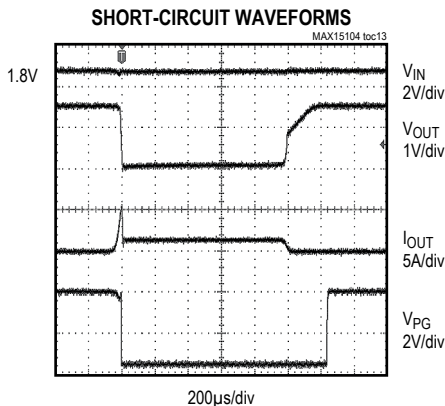 SHORT-CIRCUIT WAVEFORMS
MAX15104 toc13
1.8V
VIN
2V/div
VOUT
1V/div
IOUT
5A/div
VPG
2V/div
200µs/div